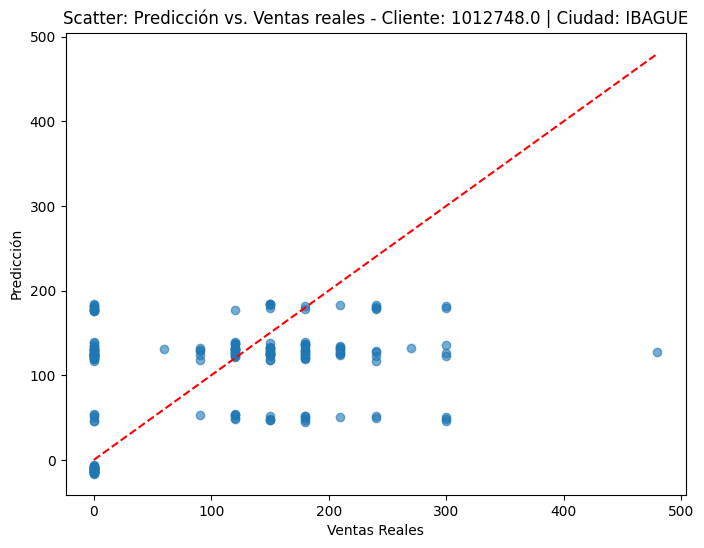 Scatter: Predicción vs. Ventas reales - Cliente: 1012748.0 | Ciudad: IBAGUE
500
400
300
200
100
0
Predicción
0 100 200 300 400 500
Ventas Reales